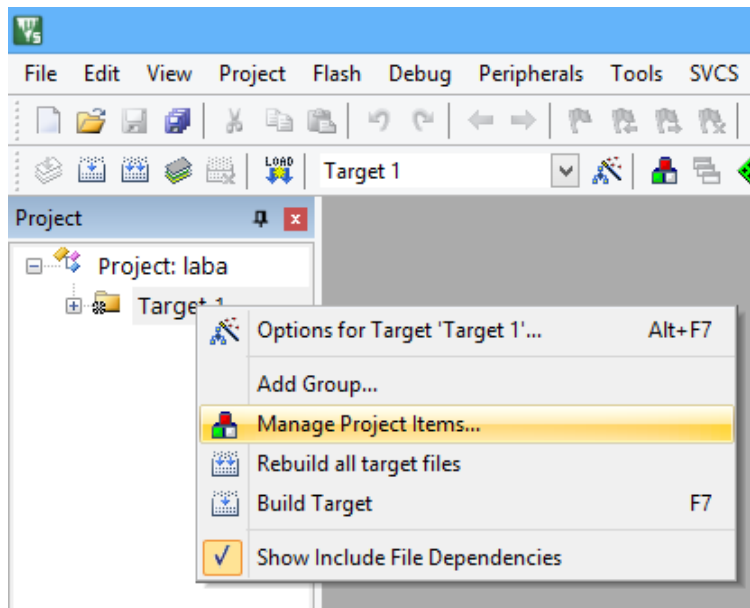 File Edit View Project Flash Debug Peripherals Tools SVCS
LOAD Target 1
Project
Project: laba
Target 1
Options for Target 'Target 1'... Alt+F7
Add Group...
Manage Project Items...
Rebuild all target files
Build Target F7
Show Include File Dependencies